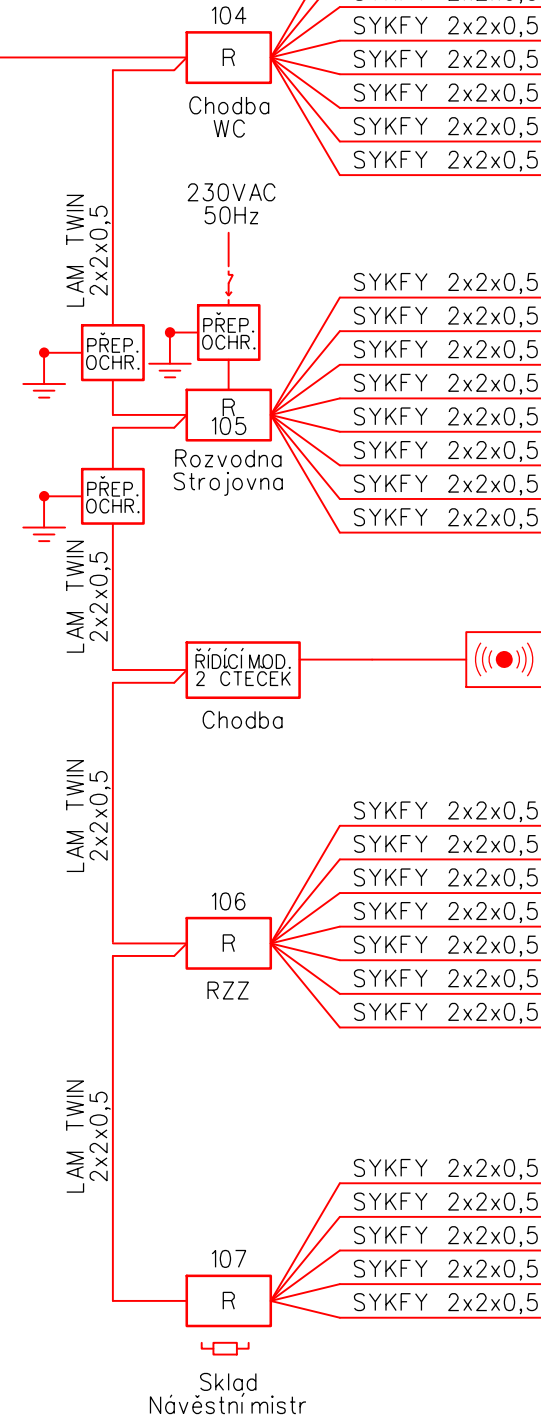 104
R
Chodba
WC
SYKFY 2x2x0,5
SYKFY 2x2x0,5
SYKFY 2x2x0,5
SYKFY 2x2x0,5
SYKFY 2x2x0,5
LAM TWIN
2x2x0,5
230VAC
50Hz
PŘEP.
OCHR.
PŘEP.
OCHR.
R
105
Rozvodna
Strojovna
SYKFY 2x2x0,5
SYKFY 2x2x0,5
SYKFY 2x2x0,5
SYKFY 2x2x0,5
SYKFY 2x2x0,5
SYKFY 2x2x0,5
SYKFY 2x2x0,5
SYKFY 2x2x0,5
PŘEP.
OCHR.
LAM TWIN
2x2x0,5
ŘÍDÍCÍ MOD.
2 ČTEČEK
Chodba
LAM TWIN
2x2x0,5
106
R
RZZ
SYKFY 2x2x0,5
SYKFY 2x2x0,5
SYKFY 2x2x0,5
SYKFY 2x2x0,5
SYKFY 2x2x0,5
SYKFY 2x2x0,5
SYKFY 2x2x0,5
LAM TWIN
2x2x0,5
107
R
Sklad
Návěstní mistr
SYKFY 2x2x0,5
SYKFY 2x2x0,5
SYKFY 2x2x0,5
SYKFY 2x2x0,5
SYKFY 2x2x0,5